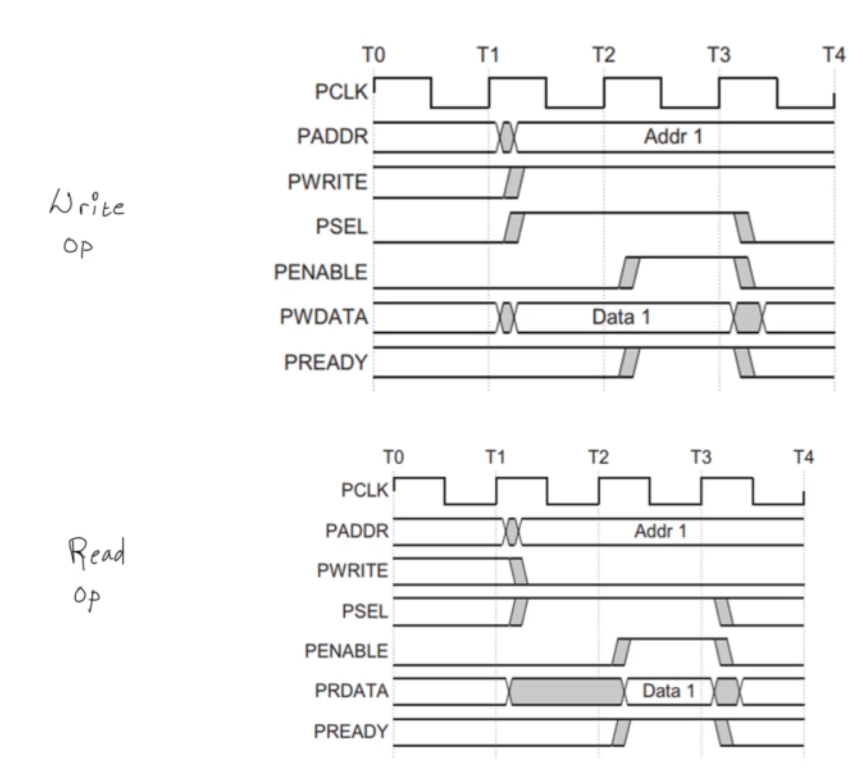 T0 T1 T2 T3 T4
PCLK
PADDR Addr 1
PWRITE
Write
op
PSEL
PENABLE
PWDATA Data 1
PREADY
T0 T1 T2 T3 T4
PCLK
PADDR Addr 1
Read
op
PWRITE
PSEL
PENABLE
PRDATA Data 1
PREADY